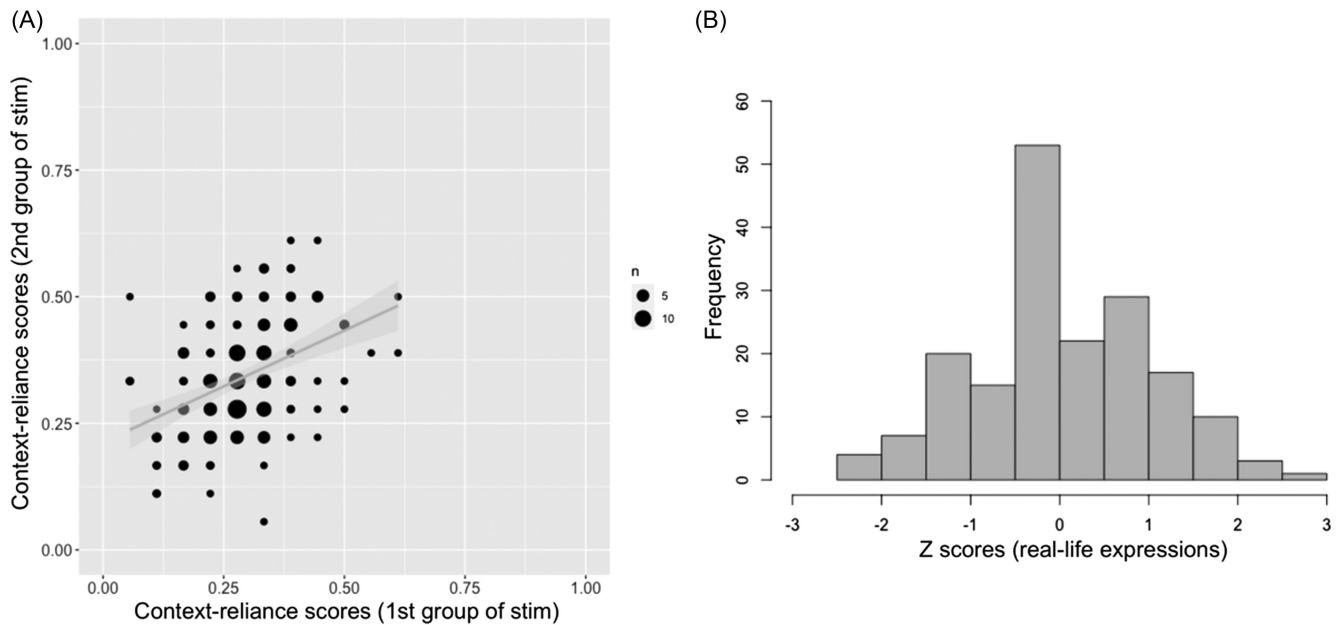 (A)
Context-reliance scores (2nd group of stim)
1.00
0.75
0.50
0.25
0.00
0.00 0.25 0.50 0.75 1.00
Context-reliance scores (1st group of stim)
n
5
10
(B)
Frequency
60
50
40
30
20
10
0
-3 -2 -1 0 1 2 3
Z scores (real-life expressions)